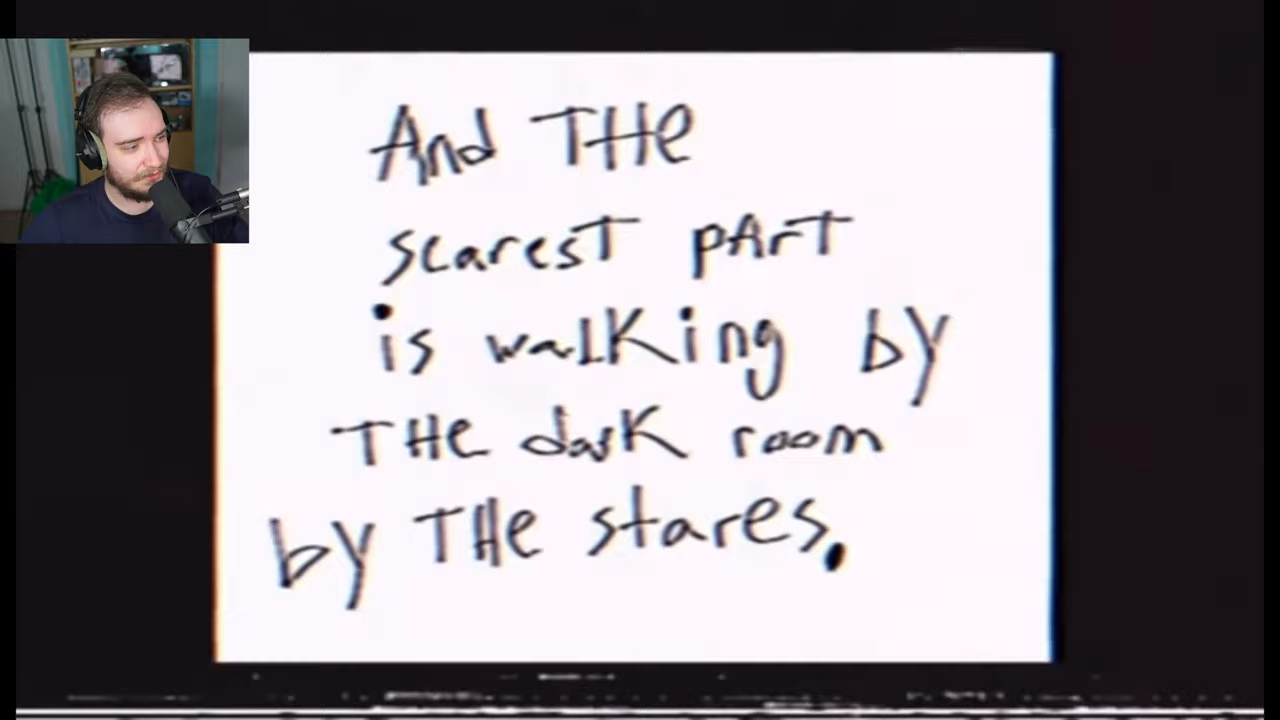 And THE
scarest pArT
is walKing by
THE darK room
by THE stares.